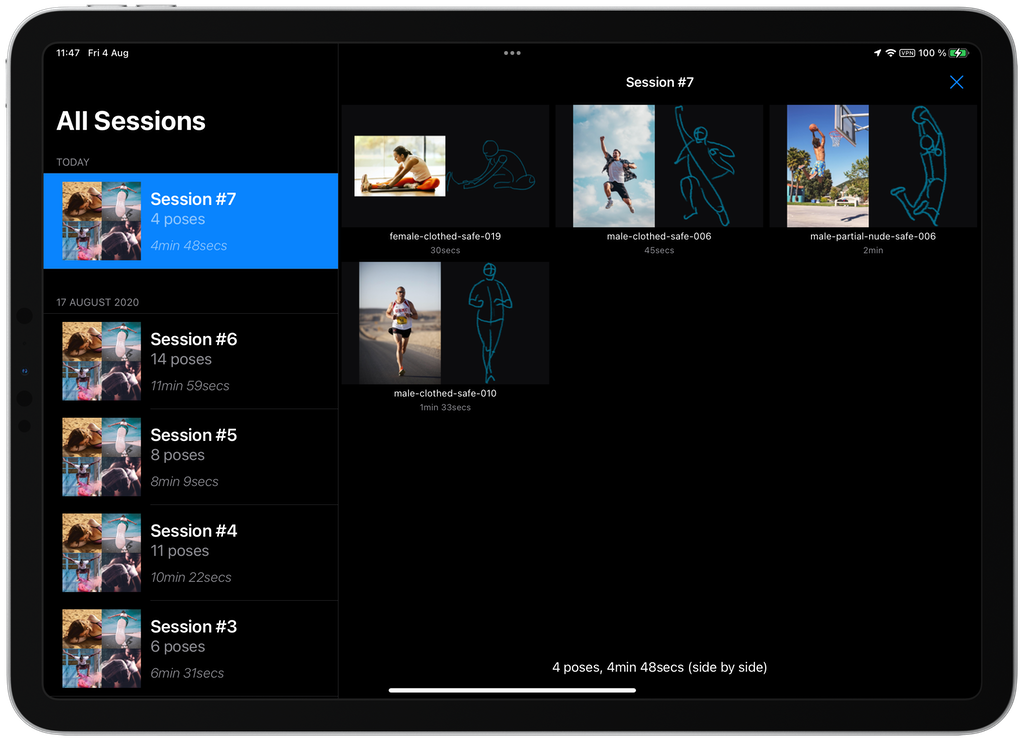 11:47 Fri 4 Aug
VPN 100 %
All Sessions
TODAY
Session #7
4 poses
4min 48secs
17 AUGUST 2020
Session #6
14 poses
11min 59secs
Session #5
8 poses
8min 9secs
Session #4
11 poses
10min 22secs
Session #3
6 poses
6min 31secs
Session #7
female-clothed-safe-019
30secs
male-clothed-safe-006
45secs
male-partial-nude-safe-006
2min
male-clothed-safe-010
1min 33secs
4 poses, 4min 48secs (side by side)